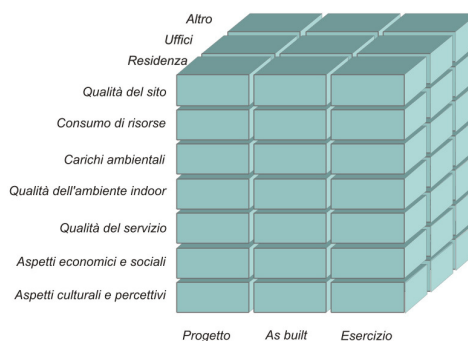 Altro
Uffici
Residenza
Qualità del sito
Consumo di risorse
Carichi ambientali
Qualità dell'ambiente indoor
Qualità del servizio
Aspetti economici e sociali
Aspetti culturali e percettivi
Progetto As built Esercizio